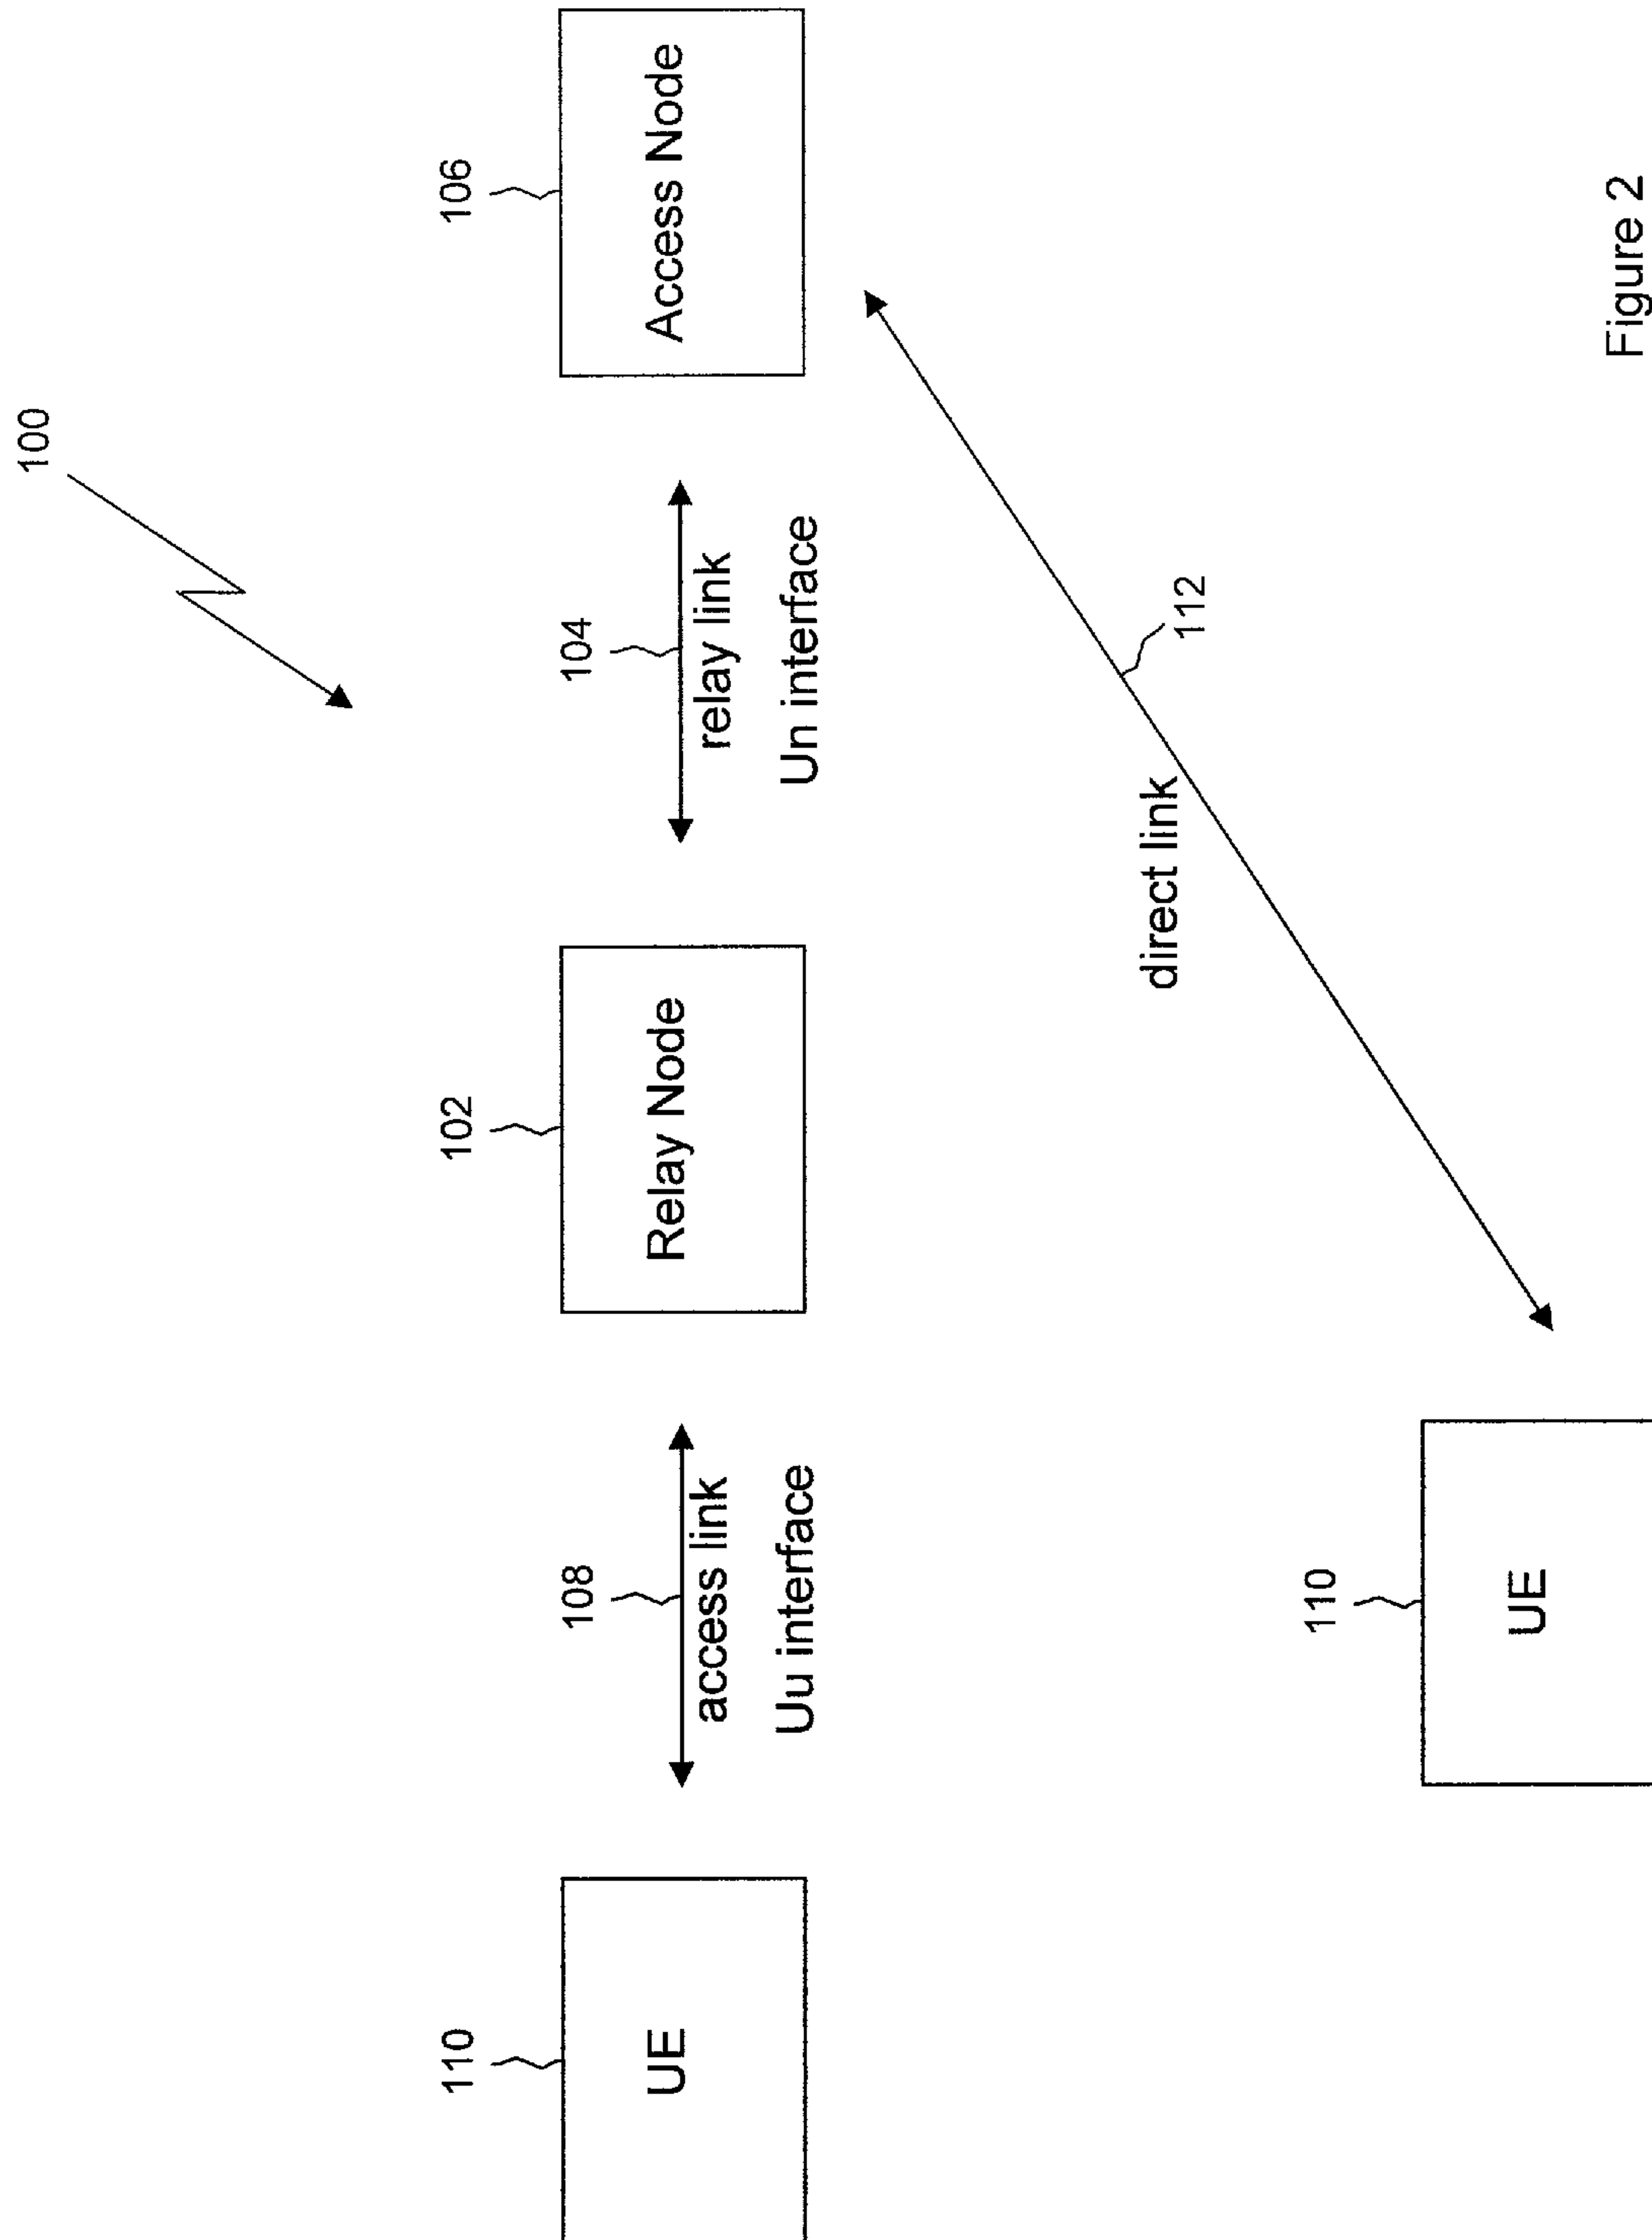 100
110
UE
108
access link
Uu interface
102
Relay Node
104
relay link
Un interface
106
Access Node
110
UE
direct link
112
Figure 2